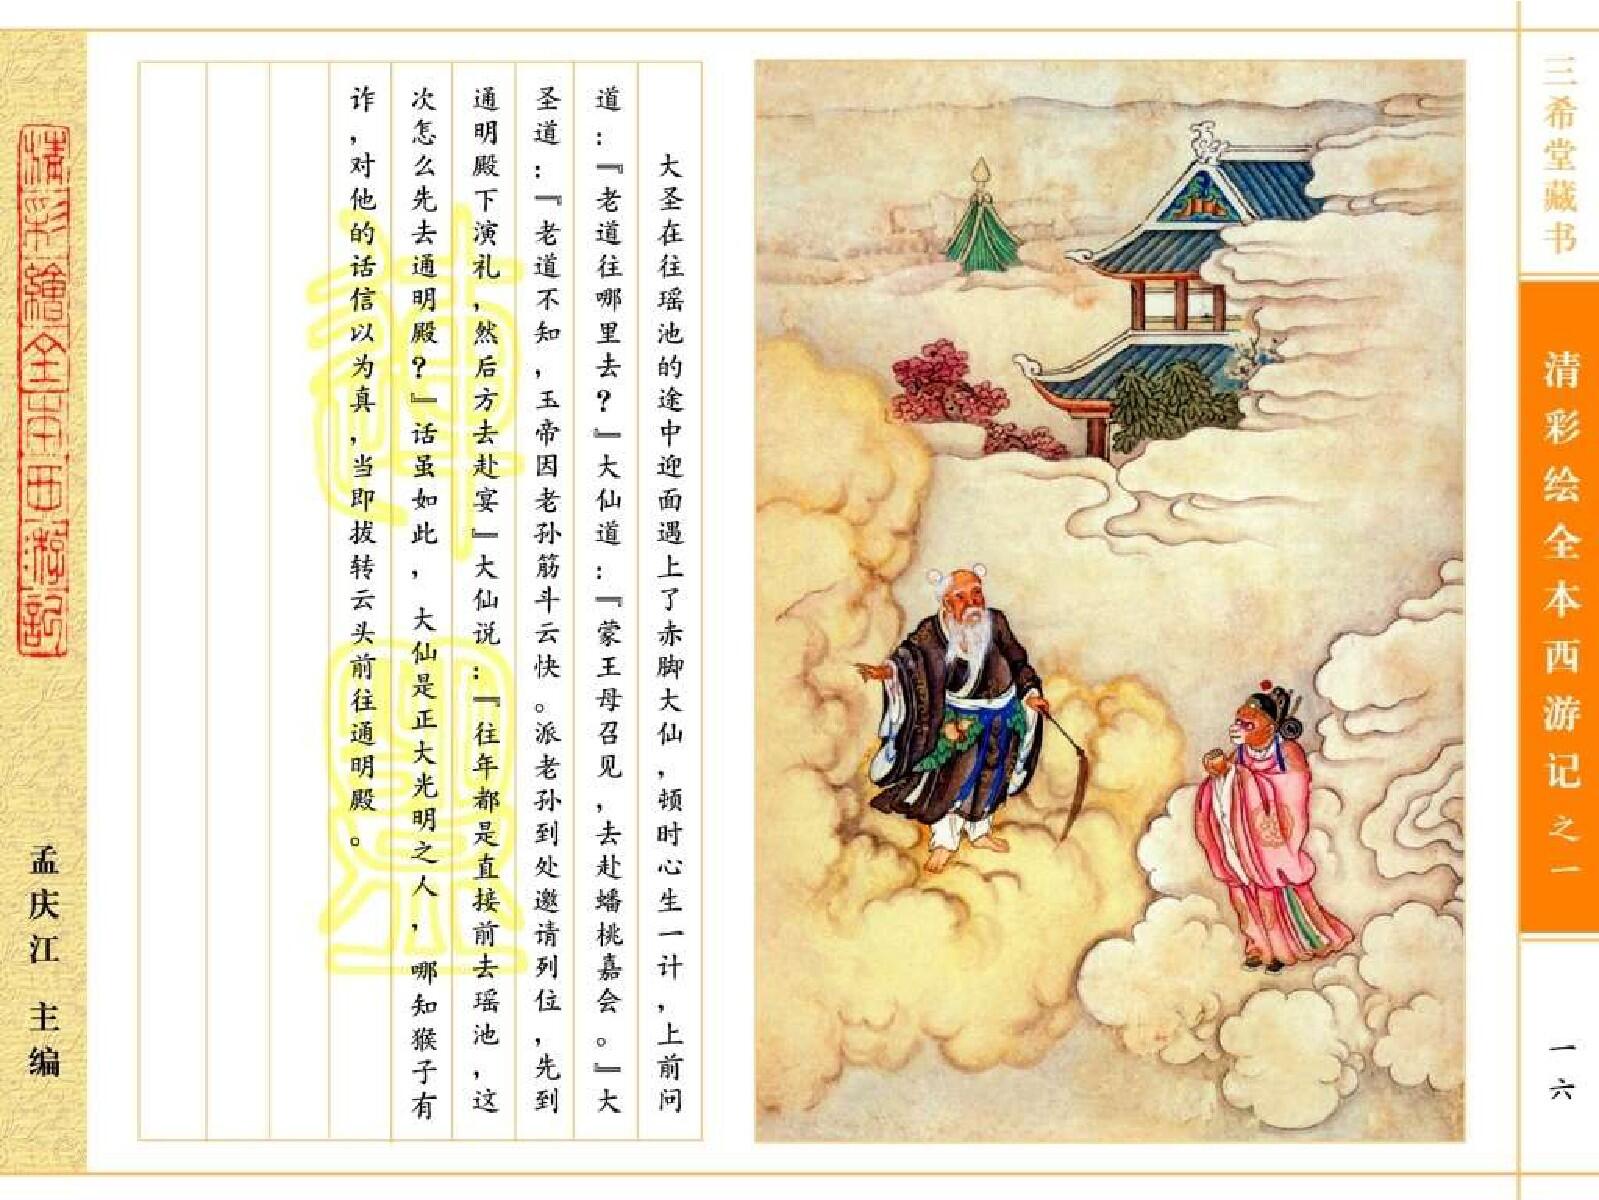 三希堂藏书
清彩绘全本西游记之一
一六
大圣在往瑶池的途中迎面遇上了赤脚大仙，顿时心生一计，上前问
道：『老道往哪里去？』大仙道：『蒙王母召见，去赴蟠桃嘉会。』大
圣道：『老道不知，玉帝因老孙筋斗云快。派老孙到处邀请列位，先到
通明殿下演礼，然后方去赴宴』大仙说：『往年都是直接前去瑶池，这
次怎么先去通明殿？』话虽如此，大仙是正大光明之人，哪知猴子有
诈，对他的话信以为真，当即拔转云头前往通明殿。
清彩繪全本西游記
孟庆江 主编